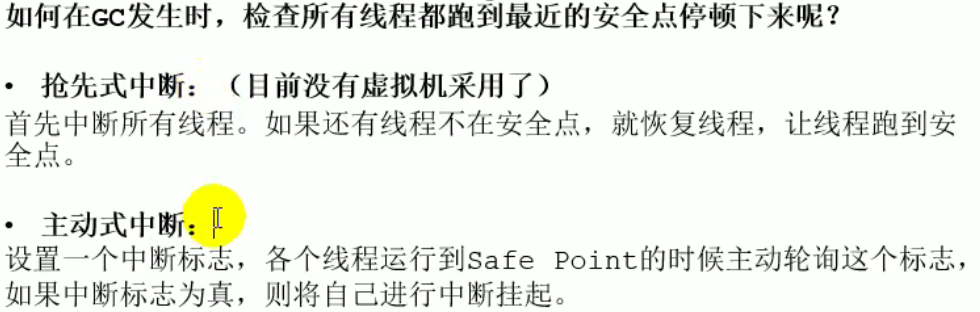 如何在GC发生时，检查所有线程都跑到最近的安全点停顿下来呢？
• 抢先式中断：（目前没有虚拟机采用了）
首先中断所有线程。如果还有线程不在安全点，就恢复线程，让线程跑到安
全点。
• 主动式中断：
设置一个中断标志，各个线程运行到Safe Point的时候主动轮询这个标志，
如果中断标志为真，则将自己进行中断挂起。